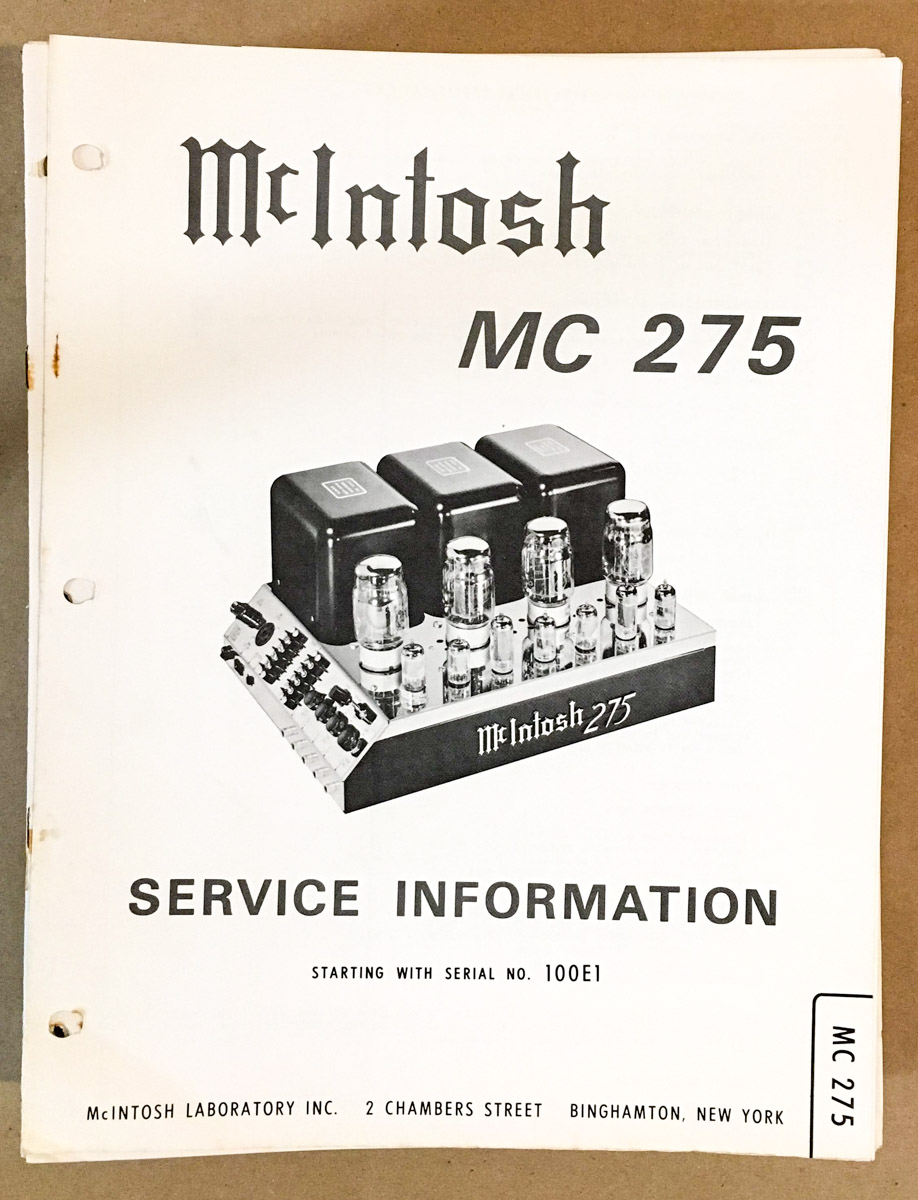 McIntosh
MC 275
McIntosh 275
SERVICE INFORMATION
STARTING WITH SERIAL NO. 100E1
MC 275
McINTOSH LABORATORY INC. 2 CHAMBERS STREET BINGHAMTON, NEW YORK